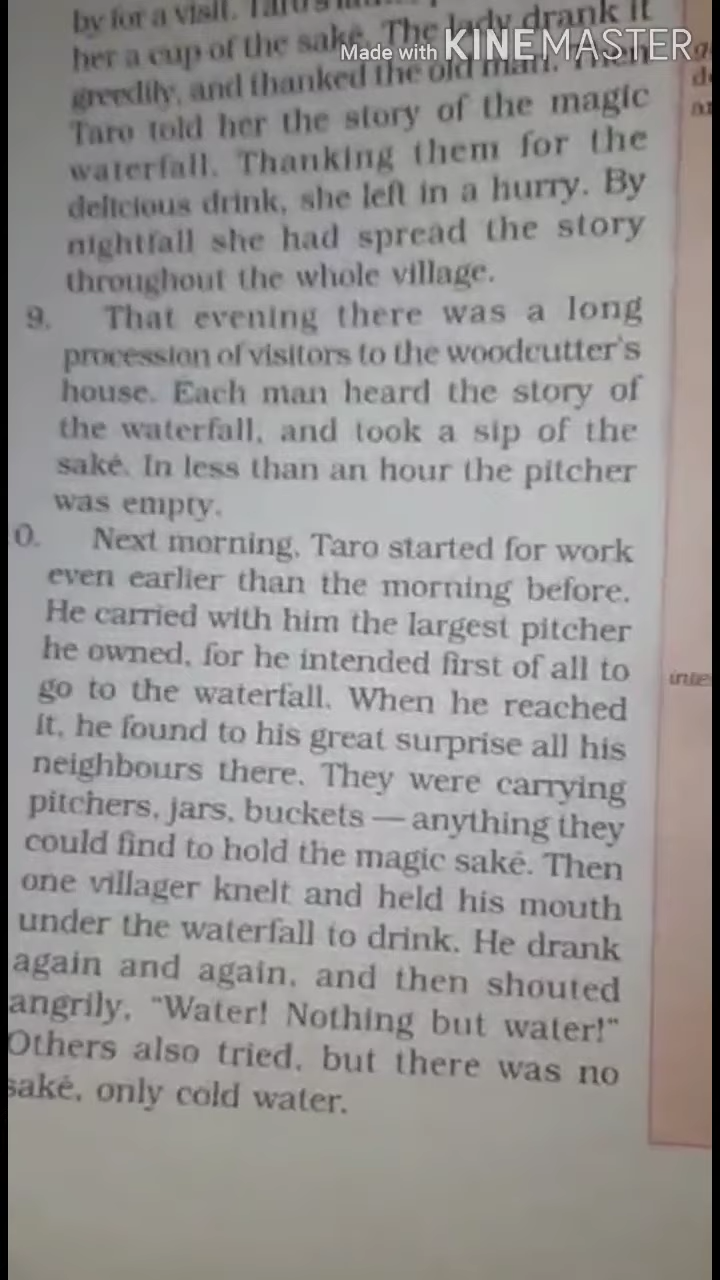 by for a visit. Taro's
her a cup of the saké. The lady drank it
Made with KINEMASTER
greedily, and thanked the old man. Then
Taro told her the story of the magic
waterfall. Thanking them for the
delicious drink, she left in a hurry. By
nightfall she had spread the story
throughout the whole village.
9. That evening there was a long
procession of visitors to the woodcutter's
house. Each man heard the story of
the waterfall, and took a sip of the
saké. In less than an hour the pitcher
was empty.
0. Next morning, Taro started for work
even earlier than the morning before.
He carried with him the largest pitcher
he owned, for he intended first of all to
go to the waterfall. When he reached
it, he found to his great surprise all his
neighbours there. They were carrying
pitchers, jars, buckets — anything they
could find to hold the magic saké. Then
one villager knelt and held his mouth
under the waterfall to drink. He drank
again and again, and then shouted
angrily, "Water! Nothing but water!"
Others also tried, but there was no
saké, only cold water.
inte